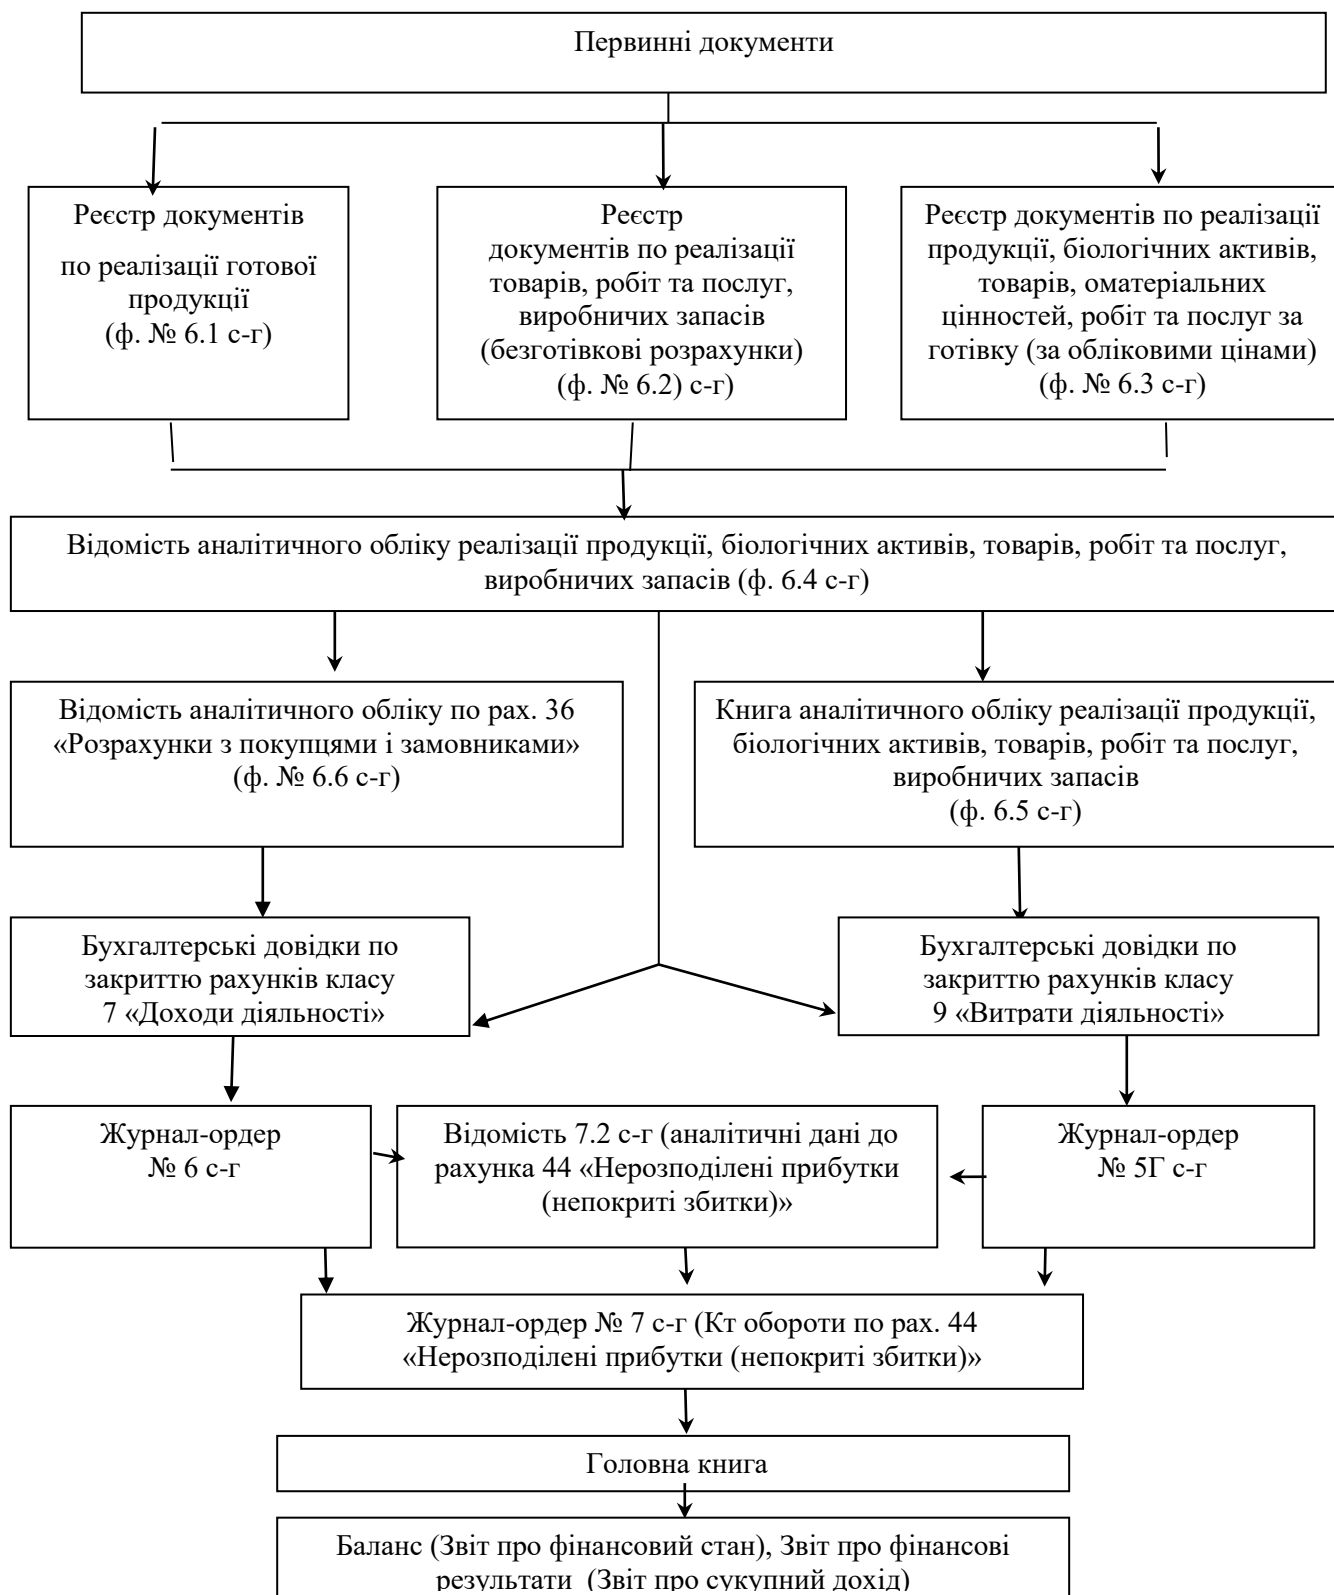 Первинні документи
Реєстр документів
по реалізації готової
продукції
(ф. № 6.1 с-г)
Реєстр
документів по реалізації
товарів, робіт та послуг,
виробничих запасів
(безготівкові розрахунки)
(ф. № 6.2) с-г)
Реєстр документів по реалізації
продукції, біологічних активів,
товарів, оматеріальних
цінностей, робіт та послуг за
готівку (за обліковими цінами)
(ф. № 6.3 с-г)
Відомість аналітичного обліку реалізації продукції, біологічних активів, товарів, робіт та послуг,
виробничих запасів (ф. 6.4 с-г)
Відомість аналітичного обліку по рах. 36
«Розрахунки з покупцями і замовниками»
(ф. № 6.6 с-г)
Книга аналітичного обліку реалізації продукції,
біологічних активів, товарів, робіт та послуг,
виробничих запасів
(ф. 6.5 с-г)
Бухгалтерські довідки по
закриттю рахунків класу
7 «Доходи діяльності»
Бухгалтерські довідки по
закриттю рахунків класу
9 «Витрати діяльності»
Журнал-ордер
№ 6 с-г
Відомість 7.2 с-г (аналітичні дані до
рахунка 44 «Нерозподілені прибутки
(непокриті збитки)»
Журнал-ордер
№ 5Г с-г
Журнал-ордер № 7 с-г (Кт обороти по рах. 44
«Нерозподілені прибутки (непокриті збитки)»
Головна книга
Баланс (Звіт про фінансовий стан), Звіт про фінансові
результати (Звіт про сукупний дохід)